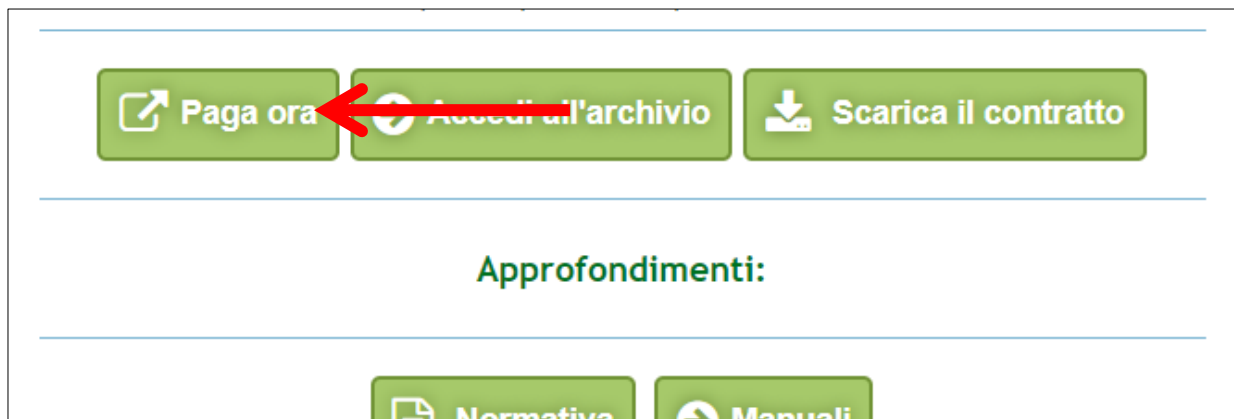 Paga ora Accedi all'archivio Scarica il contratto
Approfondimenti:
Normativa Manuali